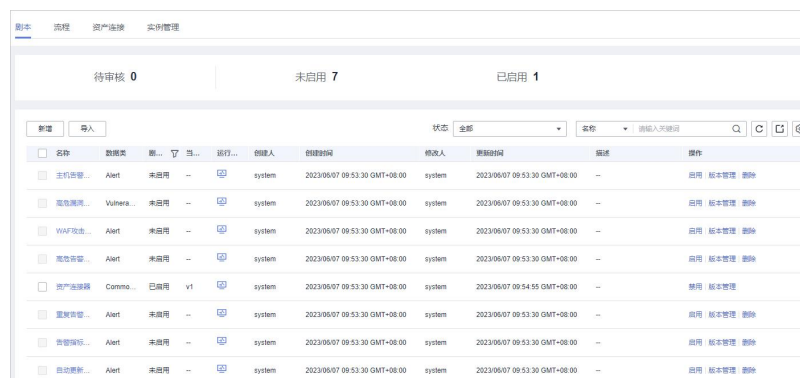 剧本 流程 资产连接 实例管理
待审核 0 未启用 7 已启用 1
新增 导入 状态 全部 名称 请输入关键词
名称 数据类 剧... 当... 运行... 创建人 创建时间 修改人 更新时间 描述 操作
主机告警... Alert 未启用 -- system 2023/06/07 09:53:30 GMT+08:00 system 2023/06/07 09:53:30 GMT+08:00 -- 启用 版本管理 删除
高危漏洞... Vulnera... 未启用 -- system 2023/06/07 09:53:30 GMT+08:00 system 2023/06/07 09:53:30 GMT+08:00 -- 启用 版本管理 删除
WAF攻击... Alert 未启用 -- system 2023/06/07 09:53:30 GMT+08:00 system 2023/06/07 09:53:30 GMT+08:00 -- 启用 版本管理 删除
高危告警... Alert 未启用 -- system 2023/06/07 09:53:30 GMT+08:00 system 2023/06/07 09:53:30 GMT+08:00 -- 启用 版本管理 删除
资产连接器 Commo... 已启用 v1 system 2023/06/07 09:53:30 GMT+08:00 system 2023/06/07 09:54:55 GMT+08:00 -- 禁用 版本管理
重复告警... Alert 未启用 -- system 2023/06/07 09:53:30 GMT+08:00 system 2023/06/07 09:53:30 GMT+08:00 -- 启用 版本管理 删除
告警指标... Alert 未启用 -- system 2023/06/07 09:53:30 GMT+08:00 system 2023/06/07 09:53:30 GMT+08:00 -- 启用 版本管理 删除
自动更新... Alert 未启用 -- system 2023/06/07 09:53:30 GMT+08:00 system 2023/06/07 09:53:30 GMT+08:00 -- 启用 版本管理 删除